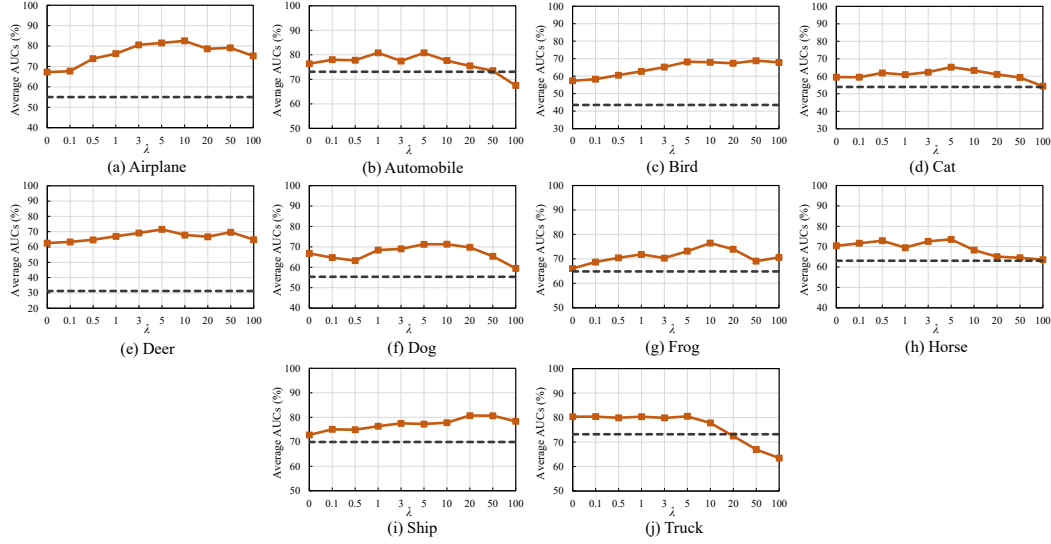 Average AUCs (%)
100
90
80
70
60
50
40
0 0.1 0.5 1 3 5 10 20 50 100
λ
(a) Airplane
Average AUCs (%)
100
90
80
70
60
50
0 0.1 0.5 1 3 5 10 20 50 100
λ
(b) Automobile
Average AUCs (%)
100
90
80
70
60
50
40
30
0 0.1 0.5 1 3 5 10 20 50 100
λ
(c) Bird
Average AUCs (%)
100
90
80
70
60
50
40
30
0 0.1 0.5 1 3 5 10 20 50 100
λ
(d) Cat
Average AUCs (%)
100
90
80
70
60
50
40
30
20
0 0.1 0.5 1 3 5 10 20 50 100
λ
(e) Deer
Average AUCs (%)
100
90
80
70
60
50
40
0 0.1 0.5 1 3 5 10 20 50 100
λ
(f) Dog
Average AUCs (%)
100
90
80
70
60
50
0 0.1 0.5 1 3 5 10 20 50 100
λ
(g) Frog
Average AUCs (%)
100
90
80
70
60
50
40
0 0.1 0.5 1 3 5 10 20 50 100
λ
(h) Horse
Average AUCs (%)
100
90
80
70
60
50
0 0.1 0.5 1 3 5 10 20 50 100
λ
(i) Ship
Average AUCs (%)
100
90
80
70
60
50
0 0.1 0.5 1 3 5 10 20 50 100
λ
(j) Truck